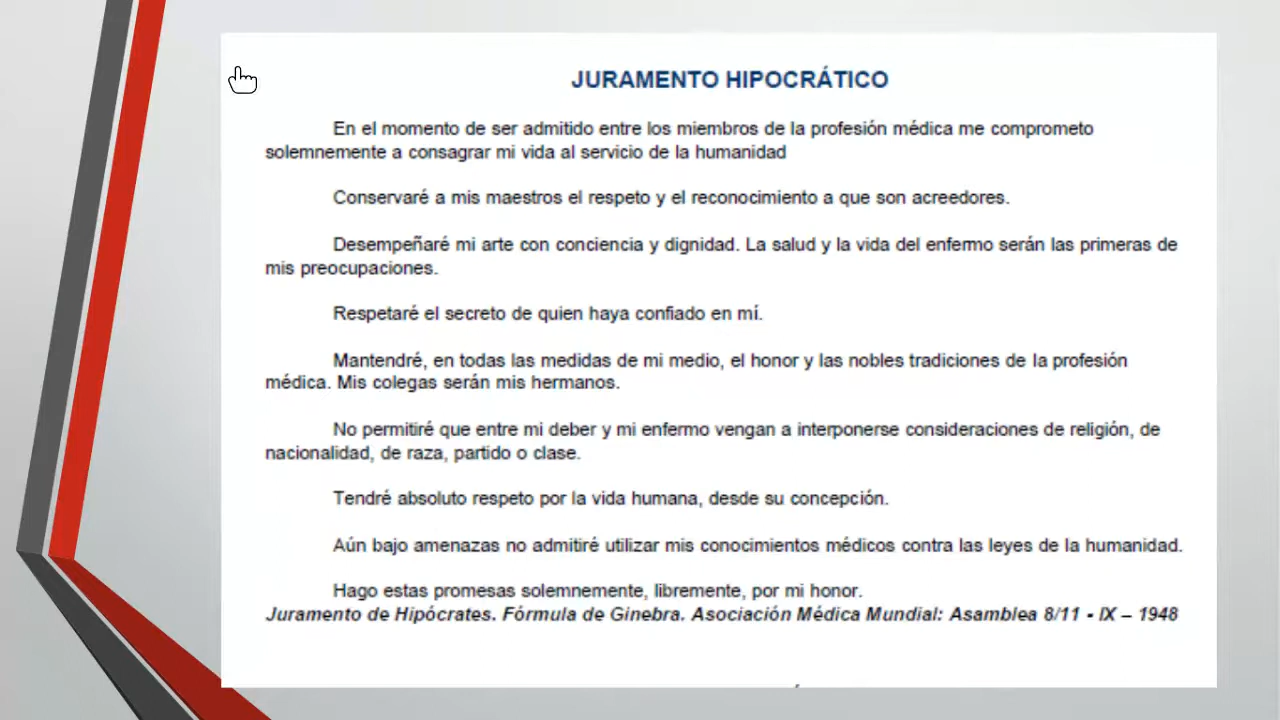 JURAMENTO HIPOCRÁTICO
En el momento de ser admitido entre los miembros de la profesión médica me comprometo
solemnemente a consagrar mi vida al servicio de la humanidad
Conservaré a mis maestros el respeto y el reconocimiento a que son acreedores.
Desempeñaré mi arte con conciencia y dignidad. La salud y la vida del enfermo serán las primeras de
mis preocupaciones.
Respetaré el secreto de quien haya confiado en mí.
Mantendré, en todas las medidas de mi medio, el honor y las nobles tradiciones de la profesión
médica. Mis colegas serán mis hermanos.
No permitiré que entre mi deber y mi enfermo vengan a interponerse consideraciones de religión, de
nacionalidad, de raza, partido o clase.
Tendré absoluto respeto por la vida humana, desde su concepción.
Aún bajo amenazas no admitiré utilizar mis conocimientos médicos contra las leyes de la humanidad.
Hago estas promesas solemnemente, libremente, por mi honor.
Juramento de Hipócrates. Fórmula de Ginebra. Asociación Médica Mundial: Asamblea 8/11 - IX – 1948